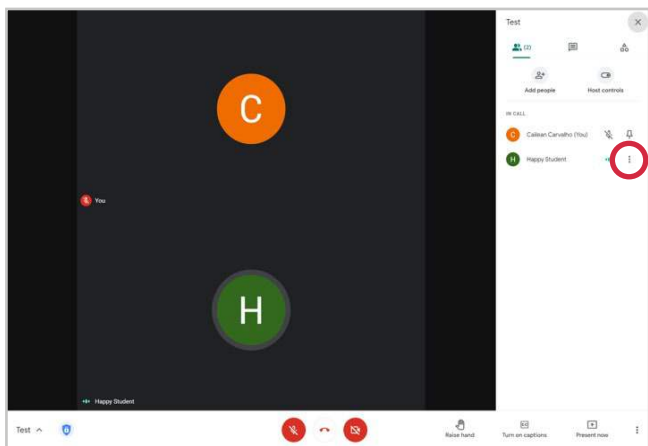 Test
(2)
Add people
Host controls
IN CALL
C
Cailean Carvalho (You)
H
Happy Student
C
You
H
Happy Student
Test
Raise hand
Turn on captions
Present now